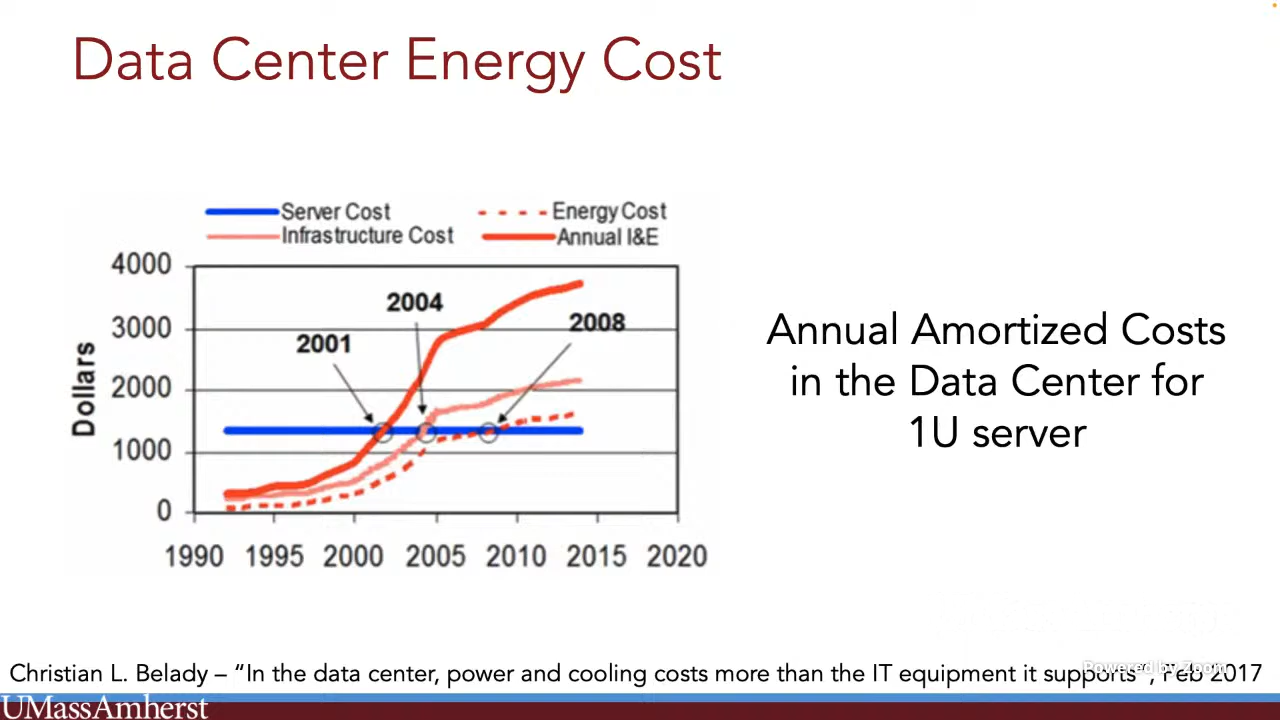 Data Center Energy Cost
Server Cost
Energy Cost
Infrastructure Cost
Annual I&E
4000
3000
2000
1000
0
Dollars
2001
2004
2008
1990 1995 2000 2005 2010 2015 2020
Annual Amortized Costs
in the Data Center for
1U server
Powered by Zoom
Christian L. Belady – “In the data center, power and cooling costs more than the IT equipment it supports”, Feb 2017
UMassAmherst